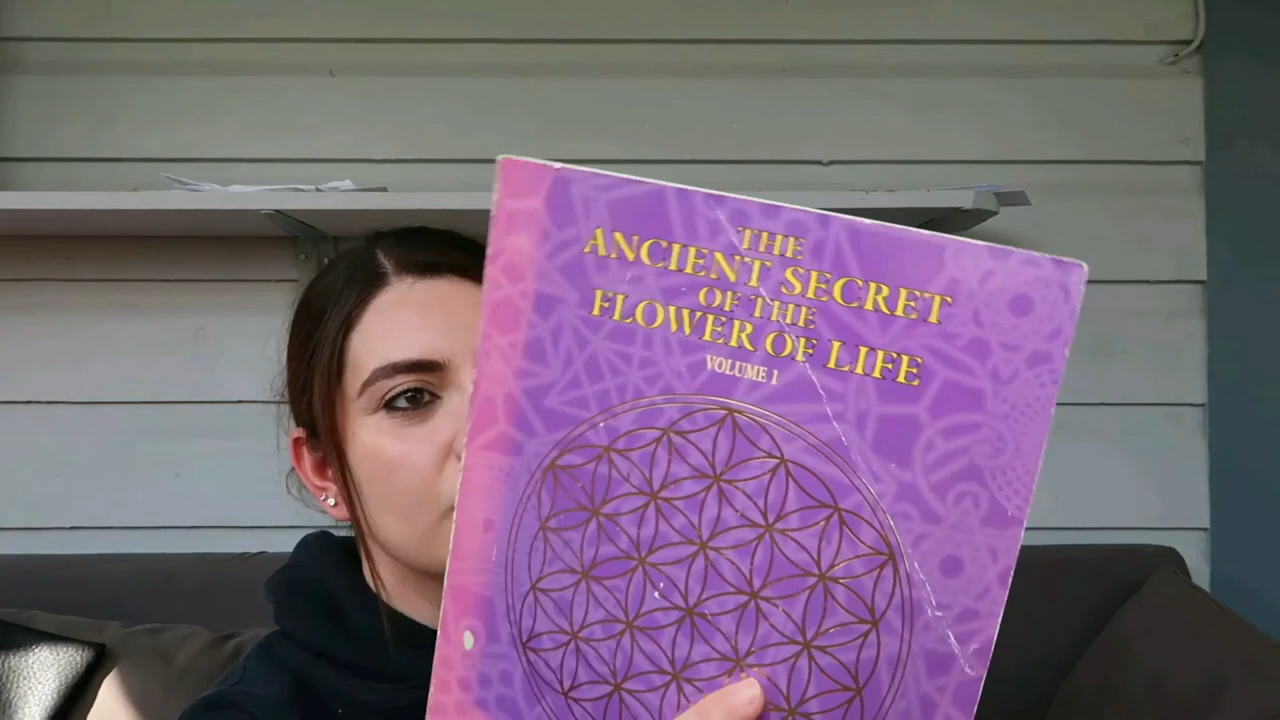 THE
ANCIENT SECRET
OF THE
FLOWER OF LIFE
VOLUME 1